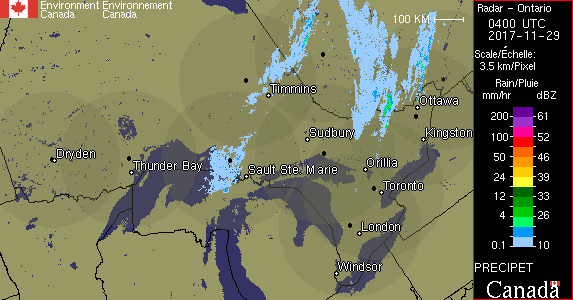 Environment Environnement
Canada Canada
100 KM
Timmins
Ottawa
Sudbury
Kingston
Dryden
Thunder Bay
Sault Ste. Marie
Orillia
Toronto
London
Windsor
Radar - Ontario
0400 UTC
2017-11-29
Scale/Échelle:
3.5 km/Pixel
Rain/Pluie
mm/hr dBZ
200 61
100 57
100 52
50 46
24 39
12 33
4 26
0.1 10
PRECIPET
Canada